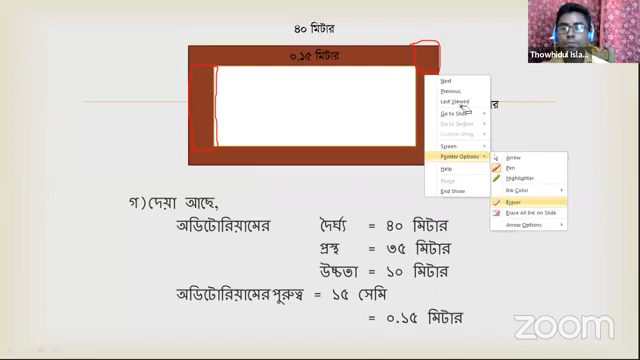 ৪০ মিটার
Thowhidul Isla...
০.১৫ মিটার
Next
Previous
Last Viewed
Go to Slide
Go to Section
Custom Show
Screen
Pointer Options
Help
Pause
End Show
Arrow
Pen
Highlighter
Ink Color
Eraser
Erase All Ink on Slide
Arrow Options
গ) দেয়া আছে,
অডিটোরিয়ামের দৈর্ঘ্য = ৪০ মিটার
প্রস্থ = ৩৫ মিটার
উচ্চতা = ১০ মিটার
অডিটোরিয়ামের পুরুত্ব = ১৫ সেমি
= ০.১৫ মিটার
zoom